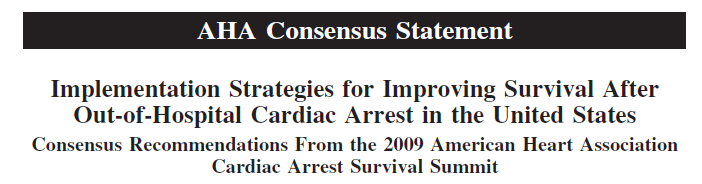 AHA Consensus Statement
Implementation Strategies for Improving Survival After
Out-of-Hospital Cardiac Arrest in the United States
Consensus Recommendations From the 2009 American Heart Association
Cardiac Arrest Survival Summit